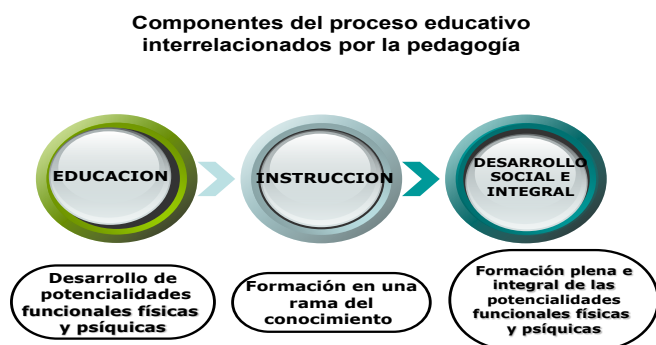 Componentes del proceso educativo
interrelacionados por la pedagogía
EDUCACION
INSTRUCCION
DESARROLLO
SOCIAL E
INTEGRAL
Desarrollo de
potencialidades
funcionales físicas
y psíquicas
Formación en una
rama del
conocimiento
Formación plena e
integral de las
potencialidades
funcionales físicas
y psíquicas